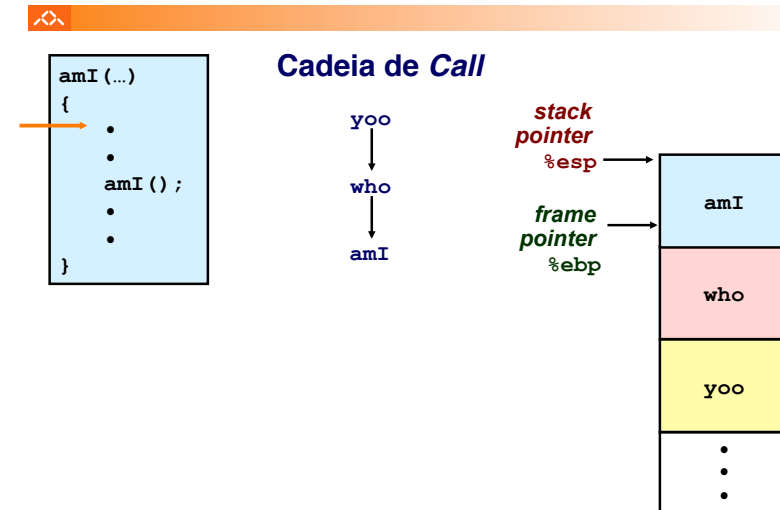 Cadeia de Call
amI(…)
{
•
•
amI();
•
•
}
yoo
who
amI
stack
pointer
%esp
frame
pointer
%ebp
amI
who
yoo
•
•
•